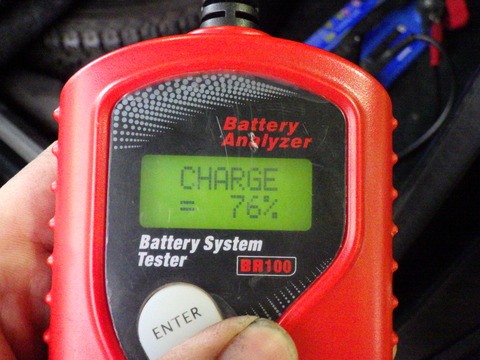 Battery
Analyzer
CHARGE
= 76%
Battery System
Tester
BR100
ENTER